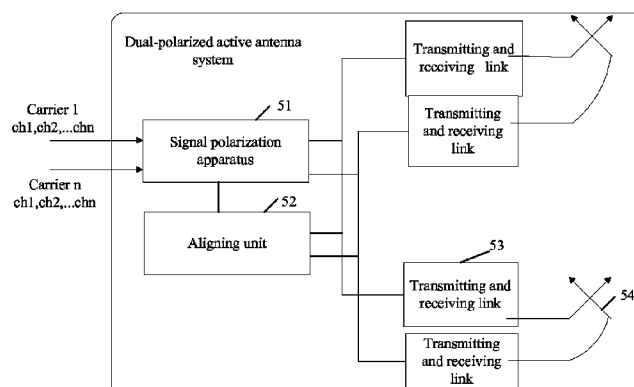 Dual-polarized active antenna
system
Transmitting and
receiving link
Transmitting
and receiving
link
Carrier 1
ch1,ch2,...chn
51
Signal polarization
apparatus
Carrier n
ch1,ch2,...chn
52
Aligning unit
53
Transmitting and
receiving link
54
Transmitting
and receiving
link